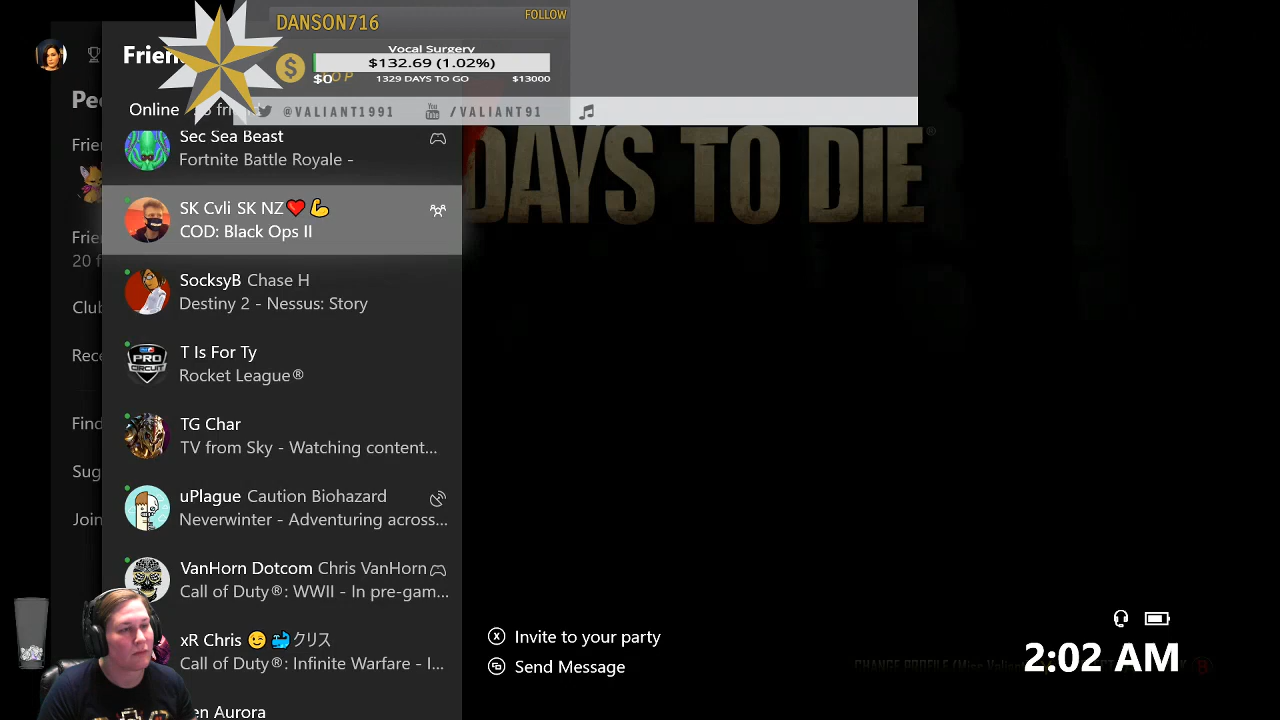 DANSON716
FOLLOW
Vocal Surgery
$132.69 (1.02%)
$0
1329 DAYS TO GO
$13000
@VALIANT1991
/VALIANT91
Online
Sec Sea Beast
Fortnite Battle Royale -
SK Cvli SK NZ❤️ 💪
COD: Black Ops II
SocksyB Chase H
Destiny 2 - Nessus: Story
T Is For Ty
Rocket League®
TG Char
TV from Sky - Watching content...
uPlague Caution Biohazard
Neverwinter - Adventuring across...
VanHorn Dotcom Chris VanHorn
Call of Duty®: WWII - In pre-gam...
xR Chris 😉 🐳 クリス
Call of Duty®: Infinite Warfare - I...
Aurora
20 f
DAYS TO DIE®
Invite to your party
Send Message
2:02 AM
CHANGE PROFILE